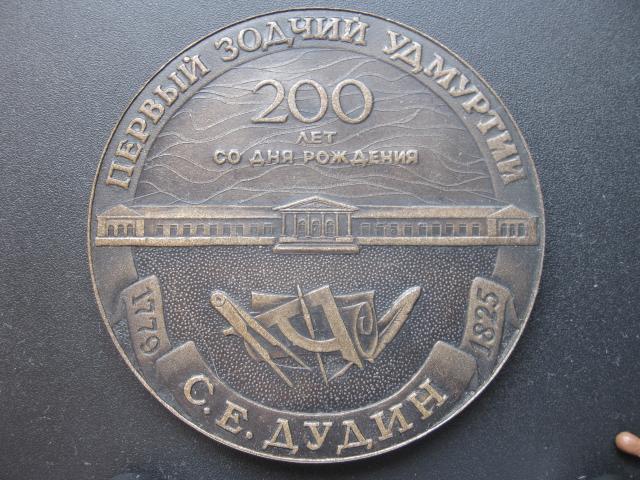 ПЕРВЫЙ ЗОДЧИЙ УДМУРТИИ
200
ЛЕТ
СО ДНЯ РОЖДЕНИЯ
1779
1825
С.Е. ДУДИН